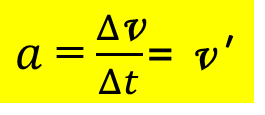 a = Δv/Δt = v′